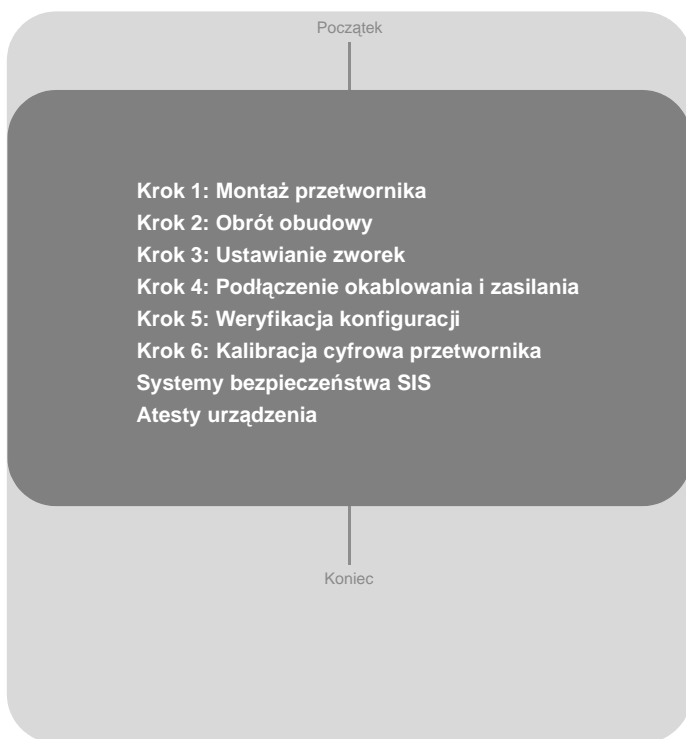 Początek
Krok 1: Montaż przetwornika
Krok 2: Obrót obudowy
Krok 3: Ustawianie zworek
Krok 4: Podłączenie okablowania i zasilania
Krok 5: Weryfikacja konfiguracji
Krok 6: Kalibracja cyfrowa przetwornika
Systemy bezpieczeństwa SIS
Atesty urządzenia
Koniec